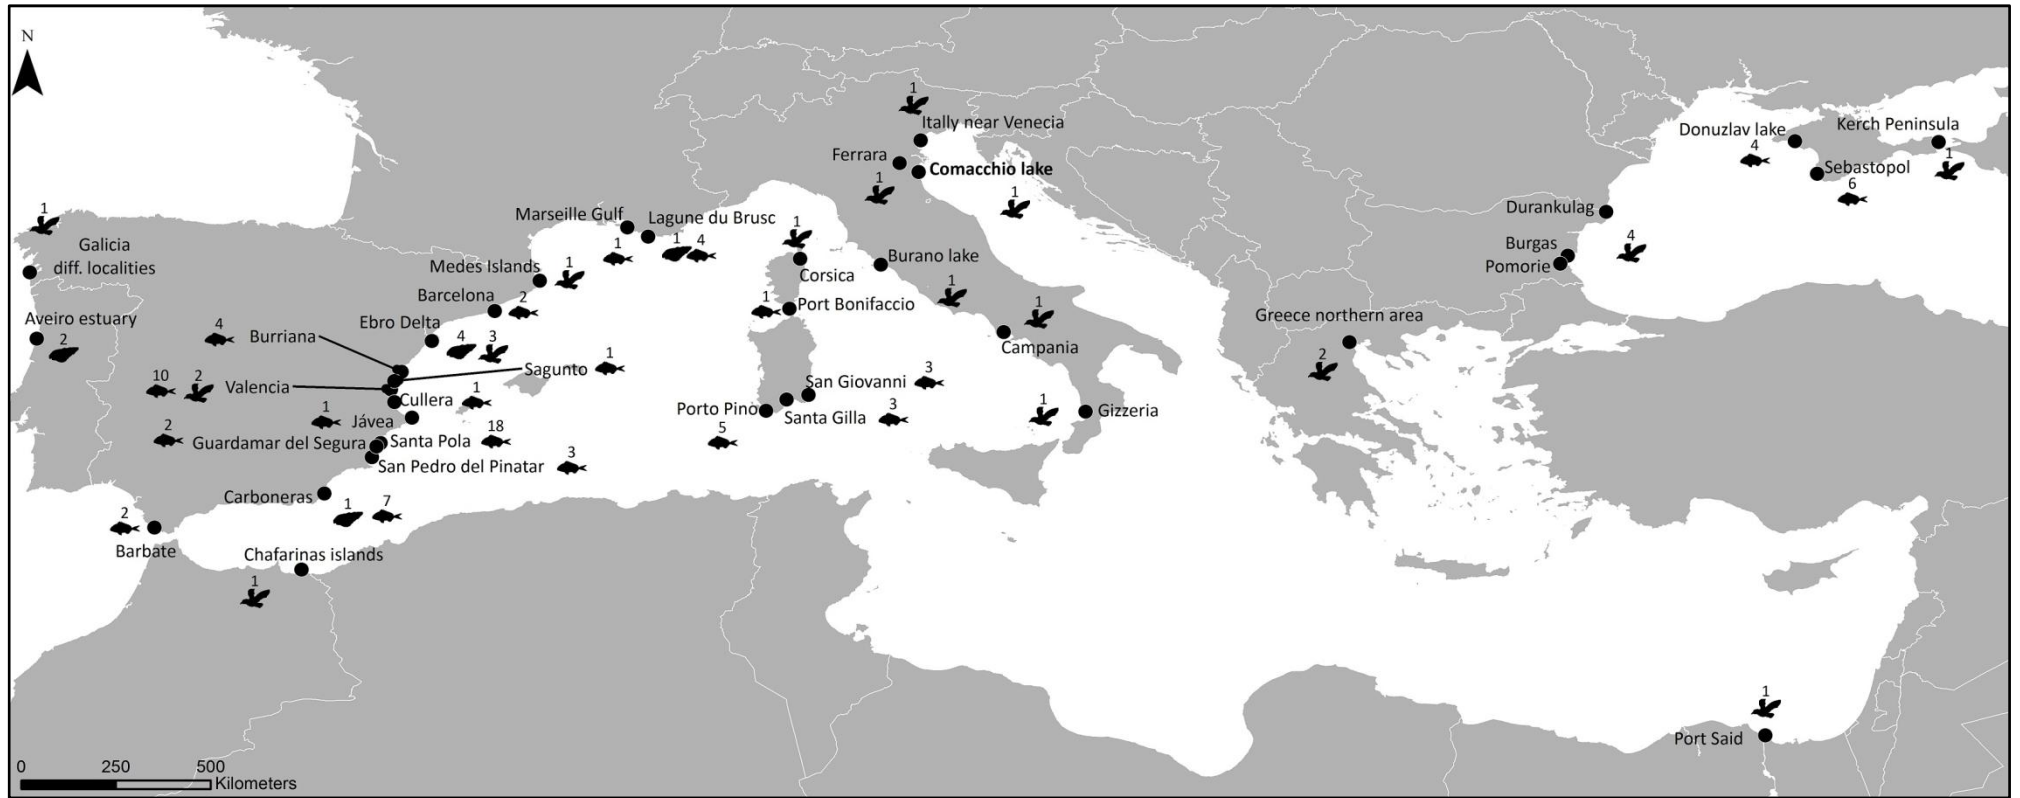 N
1
Itally near Venecia
Donuzlav lake
Kerch Peninsula
Ferrara
4
1
Comacchio lake
Sebastopol
1
1
6
1
Marseille Gulf
Lagune du Brusc
1
Durankulag
Galicia
diff. localities
1
1
4
Burgas
4
Medes Islands
1
Burano lake
Pomorie
Corsica
Barcelona
2
1
Port Bonifaccio
1
1
Aveiro estuary
2
Ebro Delta
Greece northern area
4
Burriana
4
3
Campania
Sagunto
1
2
10
2
Valencia
San Giovanni
3
1
Cullera
1
Jávea
Porto Pino
Santa Gilla
3
1
Gizzeria
2
Guardamar del Segura
Santa Pola
18
5
San Pedro del Pinatar
3
Carboneras
1
7
2
Barbate
Chafarinas islands
1
1
Port Said
0
250
500
Kilometers